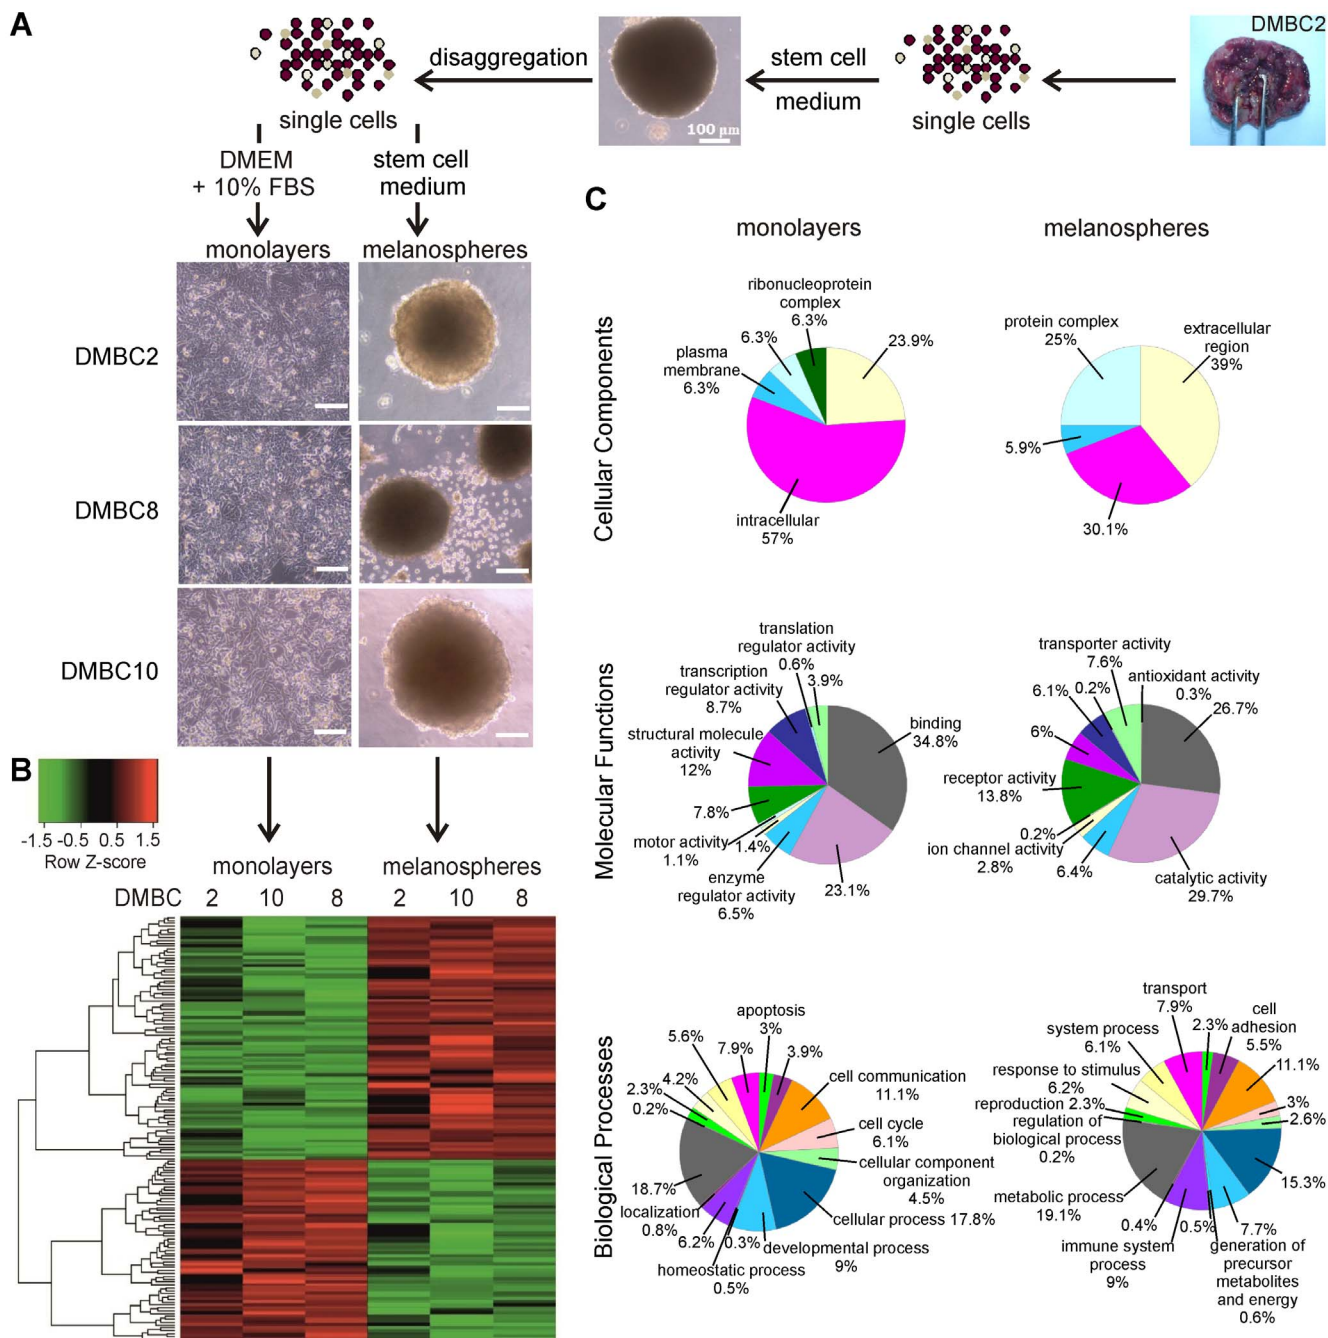 A
DMBC2
disaggregation
stem cell
medium
100 µm
single cells
single cells
DMEM
+ 10% FBS
stem cell
medium
monolayers
melanospheres
DMBC2
DMBC8
DMBC10
B
-1.5 -0.5 0.5 1.5
Row Z-score
monolayers
melanospheres
DMBC 2 10 8 2 10 8
C
monolayers
melanospheres
Cellular Components
ribonucleoprotein
complex
6.3%
6.3%
23.9%
plasma
membrane
6.3%
intracellular
57%
protein complex
25%
extracellular
region
39%
5.9%
30.1%
Molecular Functions
translation
regulator activity
0.6%
3.9%
transcription
regulator activity
8.7%
binding
34.8%
structural molecule
activity
12%
7.8%
motor activity
1.1%
1.4%
enzyme
regulator activity
6.5%
23.1%
transporter activity
7.6%
antioxidant activity
0.3%
6.1%
0.2%
26.7%
6%
receptor activity
13.8%
0.2%
ion channel activity
2.8%
6.4%
catalytic activity
29.7%
Biological Processes
apoptosis
3%
5.6%
7.9%
3.9%
4.2%
cell communication
11.1%
2.3%
0.2%
cell cycle
6.1%
cellular component
organization
4.5%
18.7%
localization
0.8%
cellular process 17.8%
6.2%
0.3%
developmental process
9%
homeostatic process
0.5%
transport
7.9%
2.3%
cell
adhesion
5.5%
system process
6.1%
11.1%
response to stimulus
6.2%
3%
reproduction 2.3%
2.6%
regulation of
biological process
0.2%
metabolic process
19.1%
15.3%
0.4%
0.5%
7.7%
immune system
process
9%
generation of
precursor
metabolites
and energy
0.6%